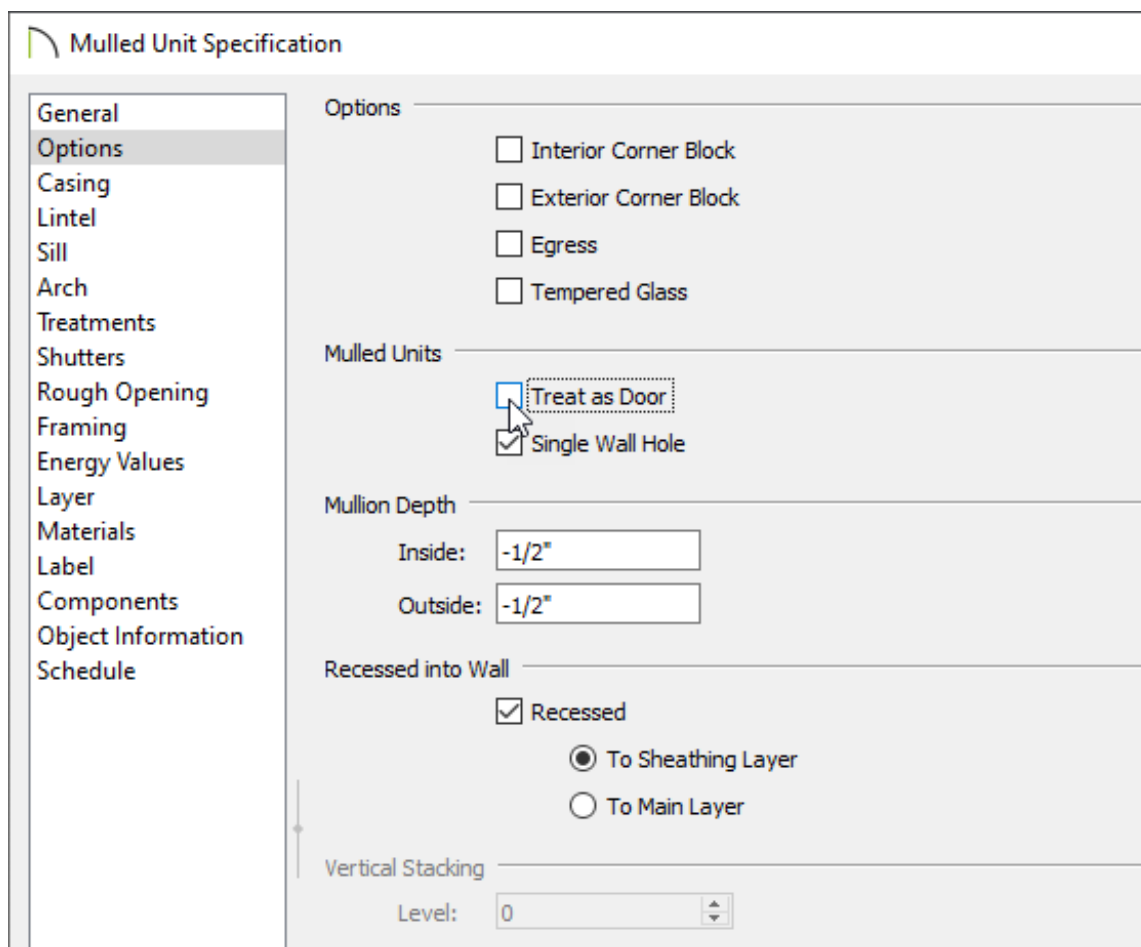 Mulled Unit Specification
General
Options
Casing
Lintel
Sill
Arch
Treatments
Shutters
Rough Opening
Framing
Energy Values
Layer
Materials
Label
Components
Object Information
Schedule
Options
Interior Corner Block
Exterior Corner Block
Egress
Tempered Glass
Mulled Units
Treat as Door
Single Wall Hole
Mullion Depth
Inside: -1/2"
Outside: -1/2"
Recessed into Wall
Recessed
To Sheathing Layer
To Main Layer
Vertical Stacking
Level: 0